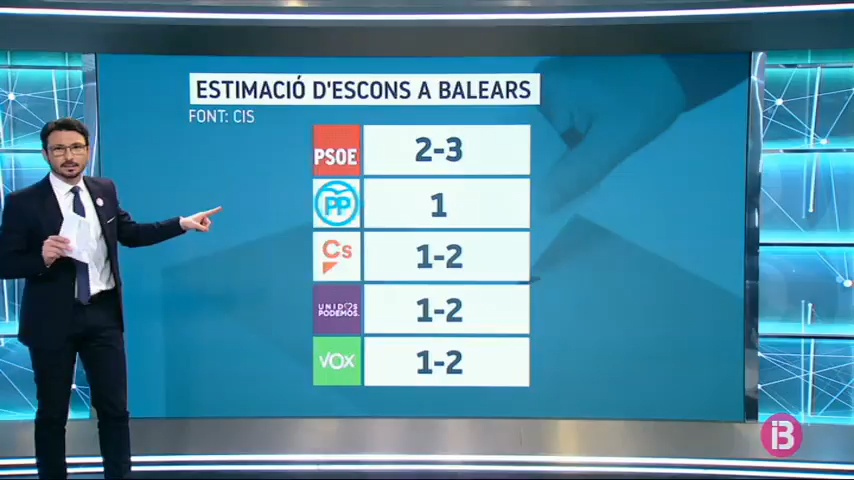 ESTIMACIÓ D'ESCONS A BALEARS
FONT: CIS
PSOE 2-3
PP 1
Cs 1-2
UNIDOS PODEMOS. 1-2
VOX 1-2
iB